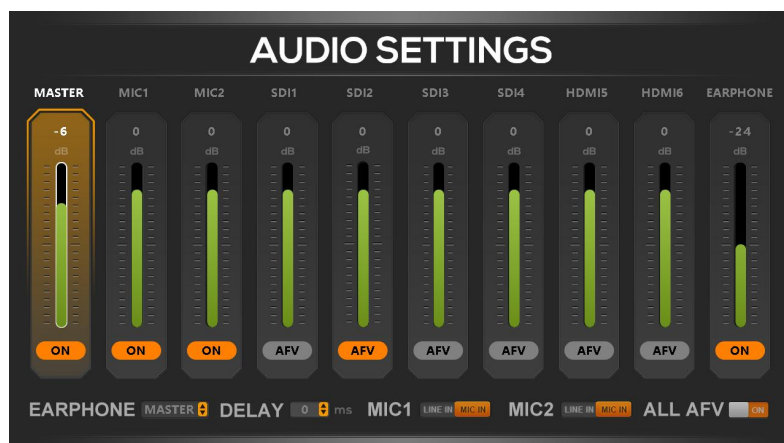 AUDIO SETTINGS
MASTER MIC1 MIC2 SDI1 SDI2 SDI3 SDI4 HDMI5 HDMI6 EARPHONE
-6 0 0 0 0 0 0 0 0 -24
dB dB dB dB dB dB dB dB dB dB
ON ON ON AFV AFV AFV AFV AFV AFV ON
EARPHONE MASTER DELAY 0 ms MIC1 LINE IN MIC IN MIC2 LINE IN MIC IN ALL AFV ON